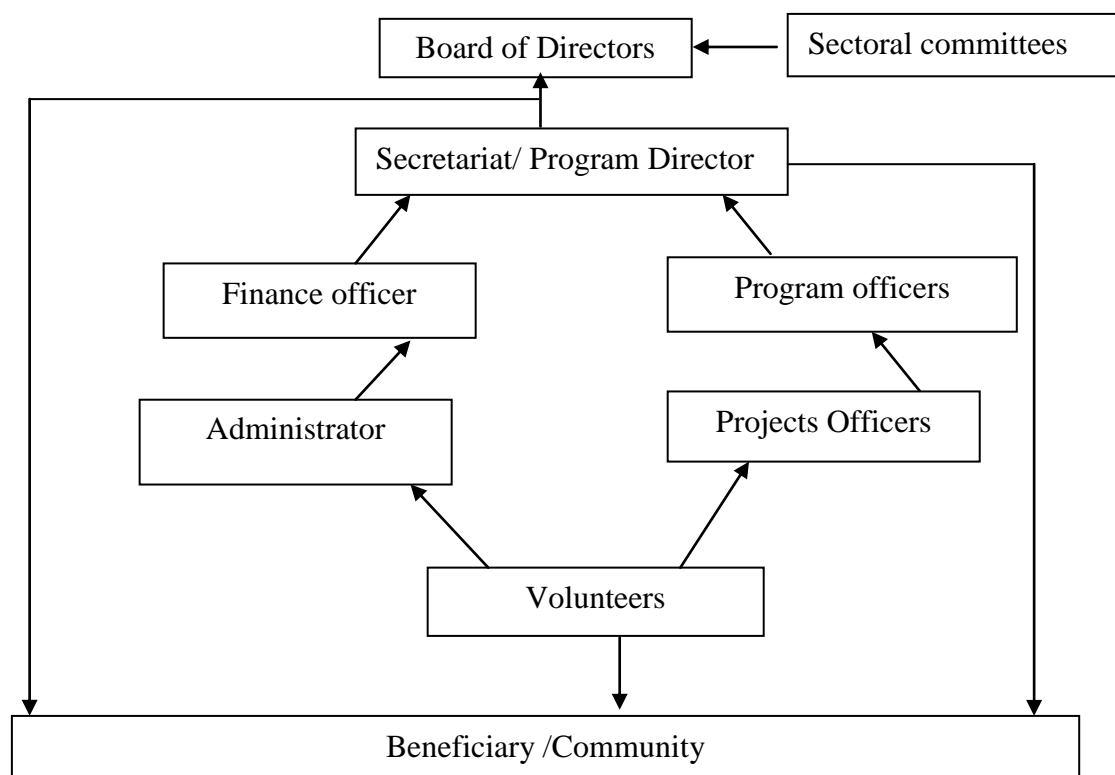 Board of Directors
Sectoral committees
Secretariat/ Program Director
Finance officer
Program officers
Administrator
Projects Officers
Volunteers
Beneficiary /Community